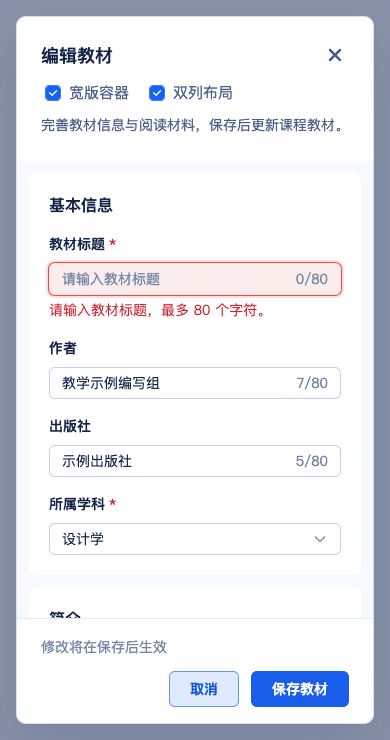 编辑教材
宽版容器 双列布局
完善教材信息与阅读材料，保存后更新课程教材。
基本信息
教材标题 *
请输入教材标题 0/80
请输入教材标题，最多 80 个字符。
作者
教学示例编写组 7/80
出版社
示例出版社 5/80
所属学科 *
设计学
简介
修改将在保存后生效
取消 保存教材